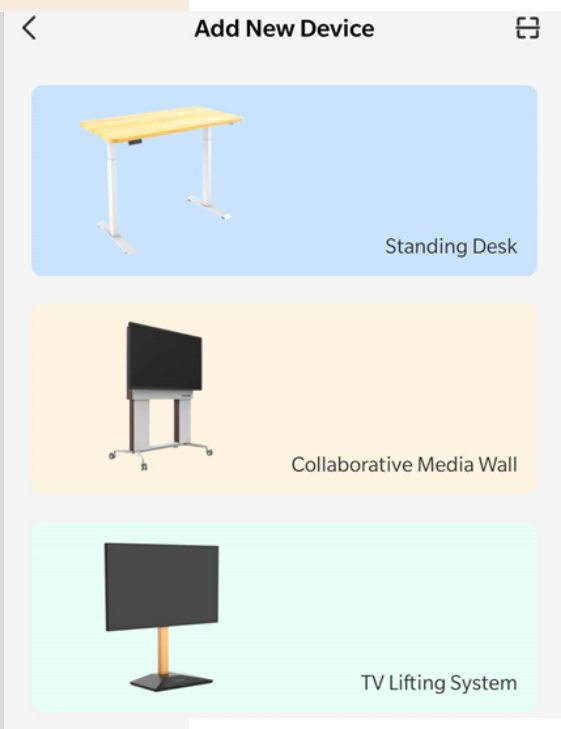 Add New Device
Standing Desk
Collaborative Media Wall
TV Lifting System